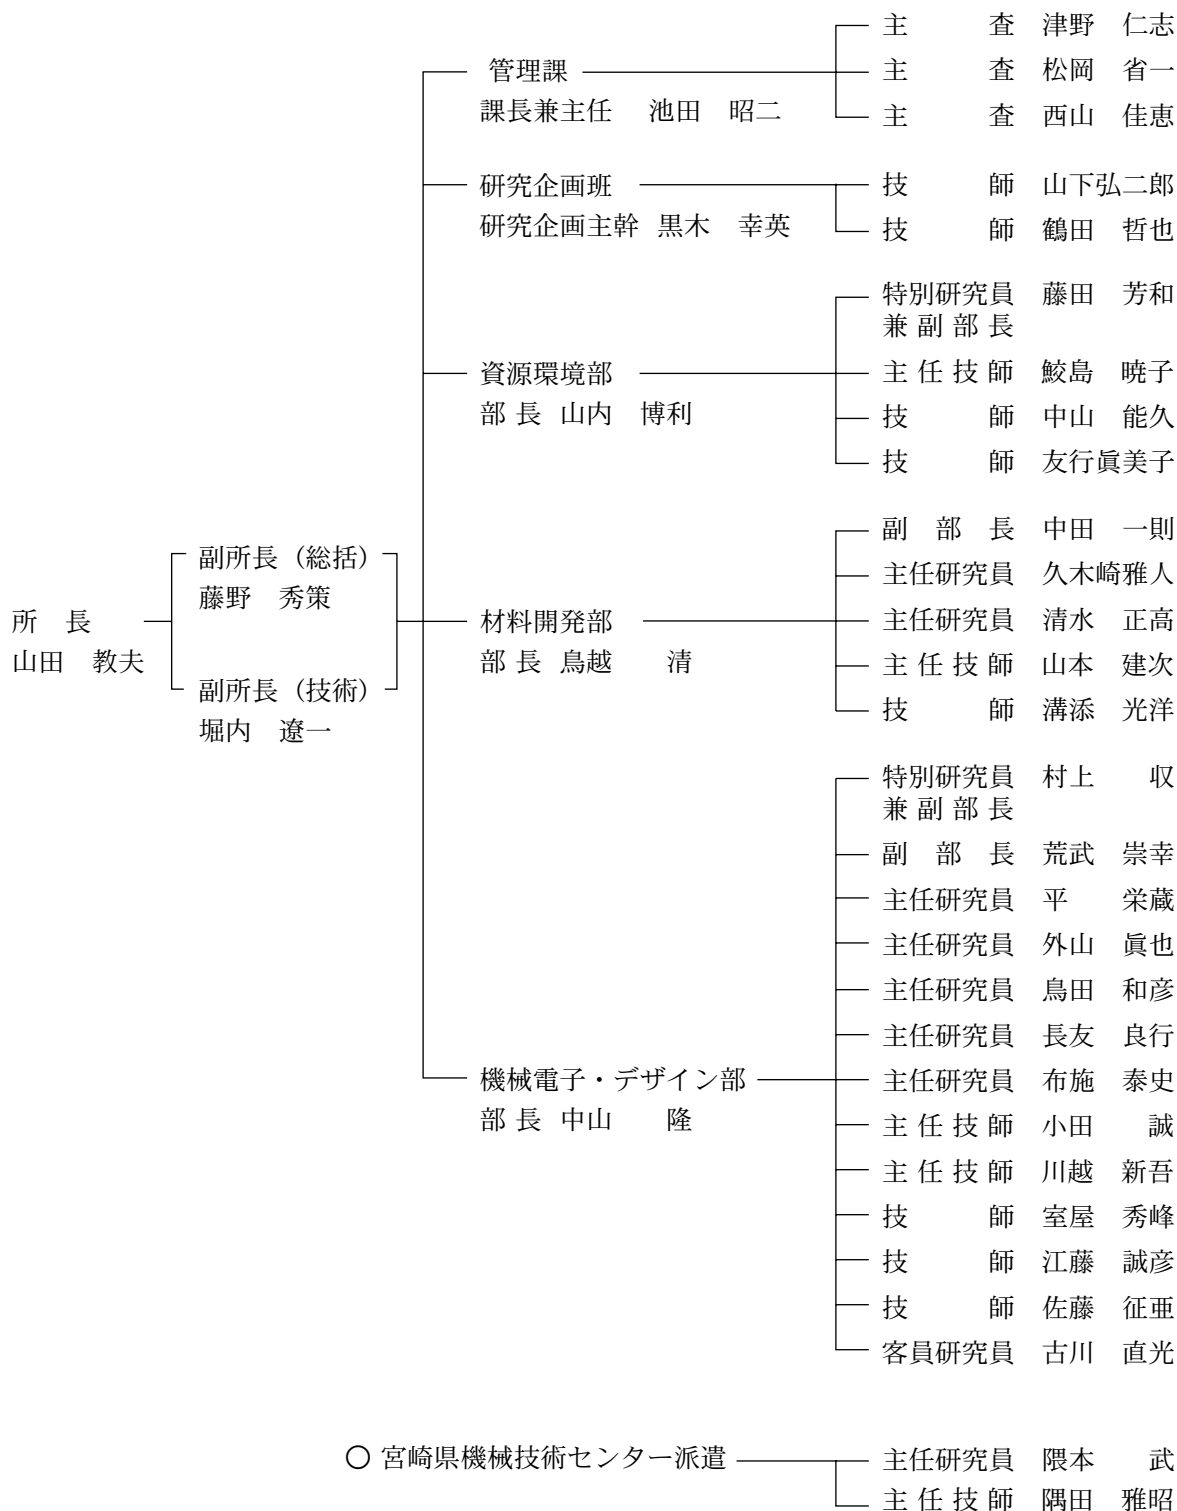 所　長
山田　教夫
副所長（総括）
藤野　秀策
副所長（技術）
堀内　遼一
管理課
課長兼主任　池田　昭二
主　　　査　津野　仁志
主　　　査　松岡　省一
主　　　査　西山　佳恵
研究企画班
研究企画主幹 黒木　幸英
技　　　師　山下弘二郎
技　　　師　鶴田　哲也
資源環境部
部 長 山内　博利
特別研究員　藤田　芳和
兼 副 部 長
主 任 技 師　鮫島　暁子
技　　　師　中山　能久
技　　　師　友行眞美子
材料開発部
部 長 鳥越　　清
副　部　長　中田　一則
主任研究員　久木崎雅人
主任研究員　清水　正高
主 任 技 師　山本　建次
技　　　師　溝添　光洋
機械電子・デザイン部
部 長 中山　　隆
特別研究員　村上　　収
兼 副 部 長
副　部　長　荒武　崇幸
主任研究員　平　　栄蔵
主任研究員　外山　眞也
主任研究員　鳥田　和彦
主任研究員　長友　良行
主任研究員　布施　泰史
主 任 技 師　小田　　誠
主 任 技 師　川越　新吾
技　　　師　室屋　秀峰
技　　　師　江藤　誠彦
技　　　師　佐藤　征亜
客員研究員　古川　直光
○ 宮崎県機械技術センター派遣
主任研究員　隈本　　武
主 任 技 師　隅田　雅昭